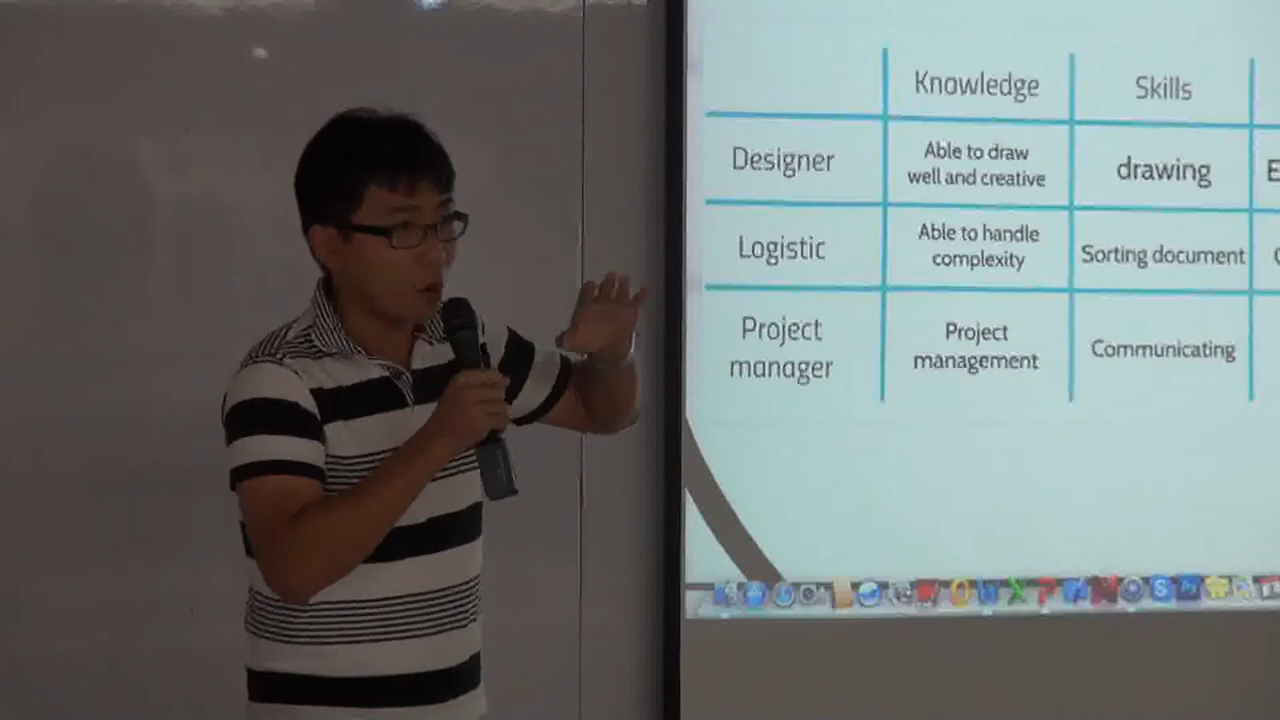 Knowledge Skills
Designer Able to draw well and creative drawing
Logistic Able to handle complexity Sorting document
Project manager Project management Communicating